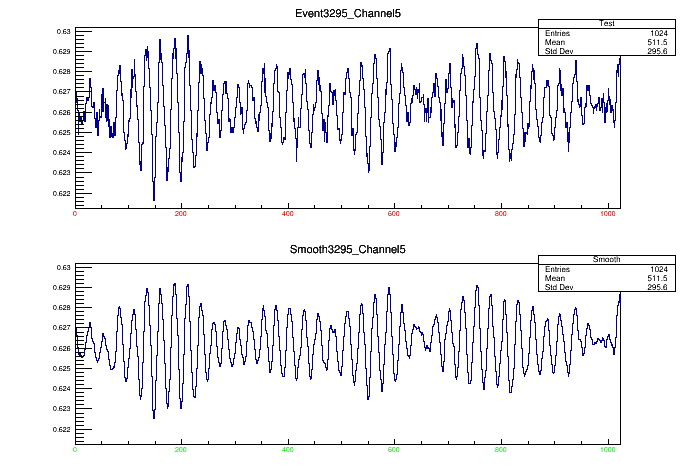 Event3295_Channel5
Test
Entries 1024
Mean 511.5
Std Dev 295.6
0.63
0.629
0.628
0.627
0.626
0.625
0.624
0.623
0.622
0 200 400 600 800 1000
Smooth3295_Channel5
Smooth
Entries 1024
Mean 511.5
Std Dev 295.6
0.63
0.629
0.628
0.627
0.626
0.625
0.624
0.623
0.622
0 200 400 600 800 1000